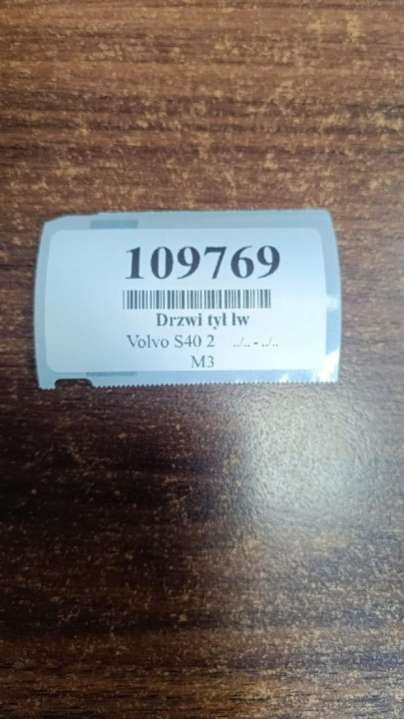 109769
Drzwi tył lw
Volvo S40 2 ../.. - ../..
M3